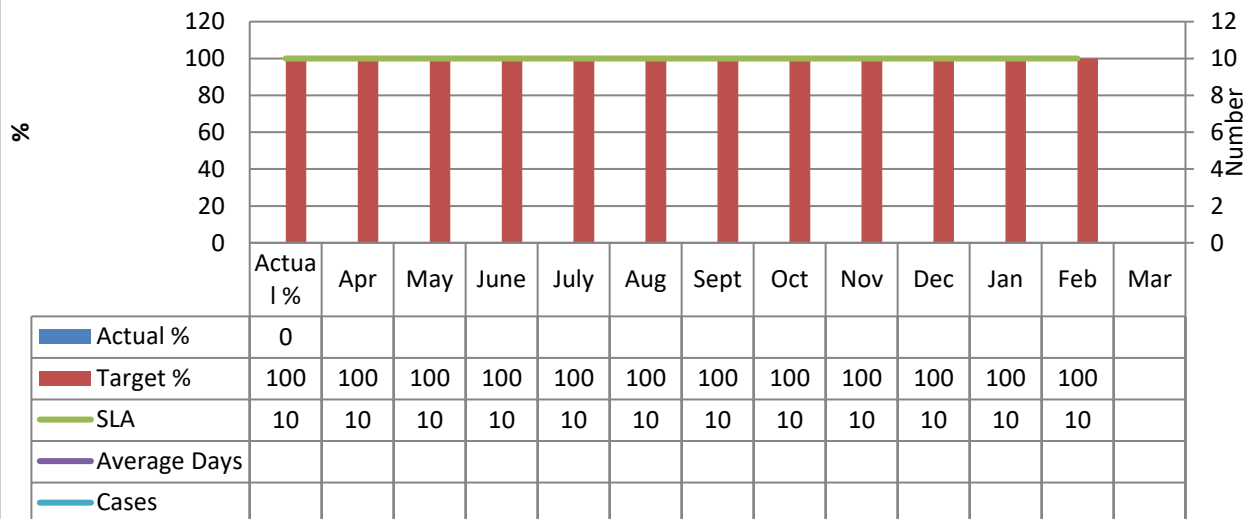 120
100
80
60
40
20
0
%
12
10
8
6
4
2
0
Number
Actua
l %
Apr May June July Aug Sept Oct Nov Dec Jan Feb Mar
Actual % 0
Target % 100 100 100 100 100 100 100 100 100 100 100 100
SLA 10 10 10 10 10 10 10 10 10 10 10 10
Average Days
Cases